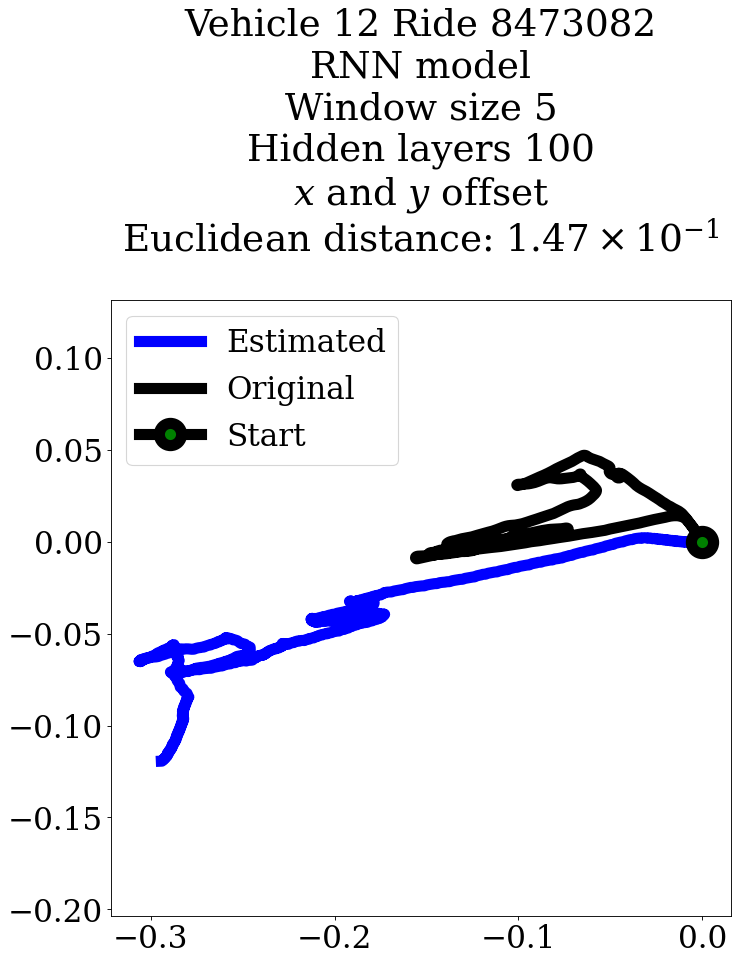 Vehicle 12 Ride 8473082
RNN model
Window size 5
Hidden layers 100
x and y offset
Euclidean distance: 1.47 × 10⁻¹
Estimated
Original
Start
0.10
0.05
0.00
−0.05
−0.10
−0.15
−0.20
−0.3 −0.2 −0.1 0.0